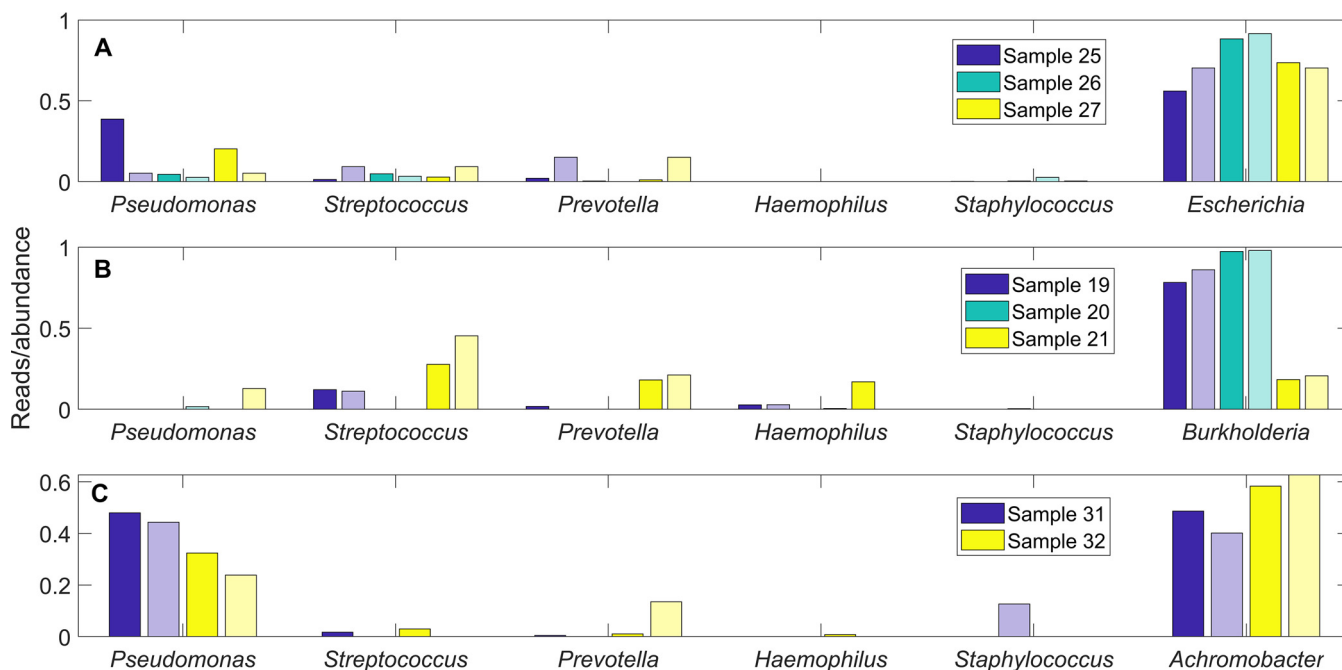 Reads/abundance
A
1
0.5
0
Sample 25
Sample 26
Sample 27
Pseudomonas Streptococcus Prevotella Haemophilus Staphylococcus Escherichia
B
1
0.5
0
Sample 19
Sample 20
Sample 21
Pseudomonas Streptococcus Prevotella Haemophilus Staphylococcus Burkholderia
C
0.6
0.4
0.2
0
Sample 31
Sample 32
Pseudomonas Streptococcus Prevotella Haemophilus Staphylococcus Achromobacter